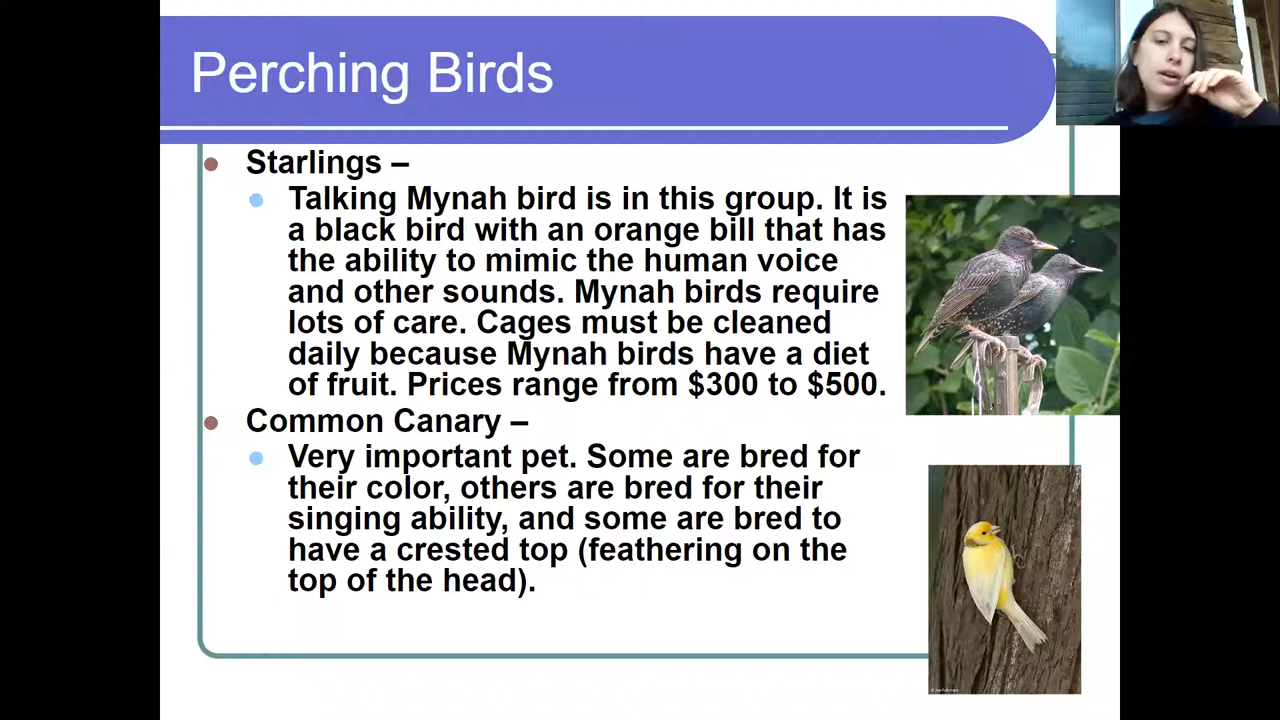 Perching Birds
Starlings –
Talking Mynah bird is in this group. It is
a black bird with an orange bill that has
the ability to mimic the human voice
and other sounds. Mynah birds require
lots of care. Cages must be cleaned
daily because Mynah birds have a diet
of fruit. Prices range from $300 to $500.
Common Canary –
Very important pet. Some are bred for
their color, others are bred for their
singing ability, and some are bred to
have a crested top (feathering on the
top of the head).